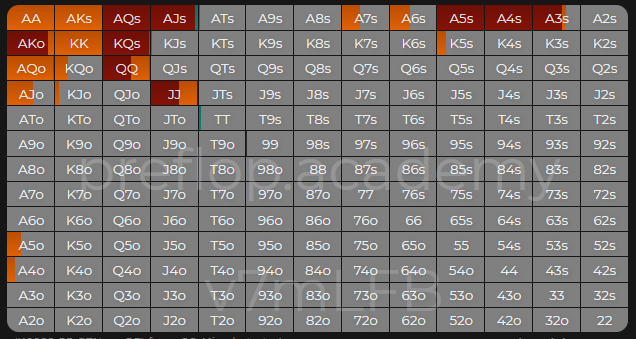 AA AKs AQs AJs ATs A9s A8s A7s A6s A5s A4s A3s A2s
AKo KK KQs KJs KTs K9s K8s K7s K6s K5s K4s K3s K2s
AQo KQo QQ QJs QTs Q9s Q8s Q7s Q6s Q5s Q4s Q3s Q2s
AJo KJo QJo JJ JTs J9s J8s J7s J6s J5s J4s J3s J2s
ATo KTo QTo JTo TT T9s T8s T7s T6s T5s T4s T3s T2s
A9o K9o Q9o J9o T9o 99 98s 97s 96s 95s 94s 93s 92s
A8o K8o Q8o J8o T8o 98o 88 87s 86s 85s 84s 83s 82s
preflop.academy
A7o K7o Q7o J7o T7o 97o 87o 77 76s 75s 74s 73s 72s
A6o K6o Q6o J6o T6o 96o 86o 76o 66 65s 64s 63s 62s
A5o K5o Q5o J5o T5o 95o 85o 75o 65o 55 54s 53s 52s
A4o K4o Q4o J4o T4o 94o 84o 74o 64o 54o 44 43s 42s
v7mLFB
A3o K3o Q3o J3o T3o 93o 83o 73o 63o 53o 43o 33 32s
A2o K2o Q2o J2o T2o 92o 82o 72o 62o 52o 42o 32o 22